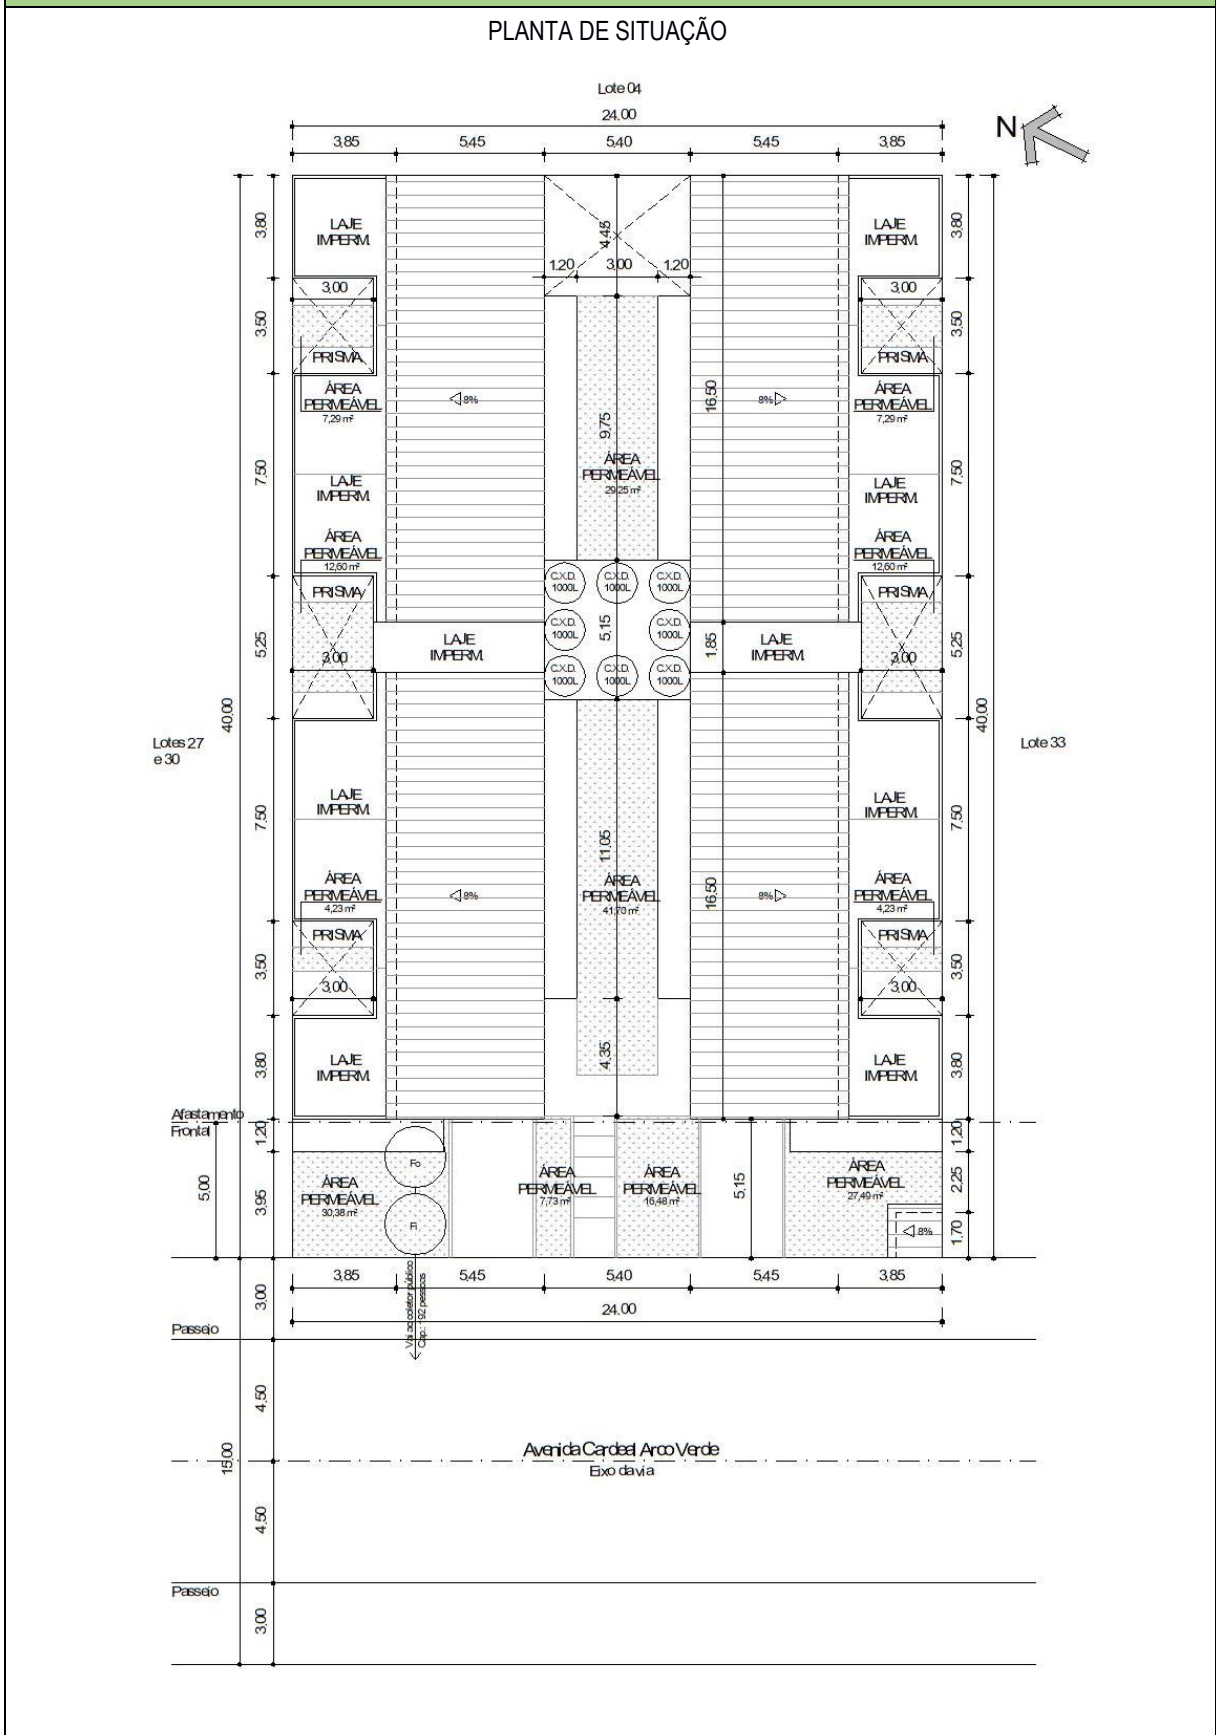 PLANTA DE SITUAÇÃO
Lote 04
24.00
N
3,85 5,45 5,40 5,45 3,85
3,80
LAJE
IMPERM.
4,45
LAJE
IMPERM.
3,80
1,20 3,00 1,20
3,00
3,00
3,50
PRISMA
PRISMA
3,50
ÁREA
PERMEÁVEL
7,29 m²
8%
16,50
8%
ÁREA
PERMEÁVEL
7,29 m²
9,75
ÁREA
PERMEÁVEL
29,25 m²
7,50
LAJE
IMPERM.
LAJE
IMPERM.
7,50
ÁREA
PERMEÁVEL
12,60 m²
ÁREA
PERMEÁVEL
12,60 m²
PRISMA
C.X.D.
1000L
C.X.D.
1000L
C.X.D.
1000L
PRISMA
5,25
3,00
LAJE
IMPERM.
C.X.D.
1000L
5,15
C.X.D.
1000L
1,85
LAJE
IMPERM.
3,00
5,25
C.X.D.
1000L
C.X.D.
1000L
C.X.D.
1000L
40,00
40,00
Lotes 27
e 30
Lote 33
7,50
LAJE
IMPERM.
LAJE
IMPERM.
7,50
11,05
ÁREA
PERMEÁVEL
4,23 m²
8%
ÁREA
PERMEÁVEL
41,70 m²
16,50
8%
ÁREA
PERMEÁVEL
4,23 m²
PRISMA
PRISMA
3,50
3,00
3,00
3,50
3,80
LAJE
IMPERM.
4,35
LAJE
IMPERM.
3,80
Afastamento
Frontal
1,20
1,20
5,00
3,95
ÁREA
PERMEÁVEL
30,38 m²
Fo
Fi
ÁREA
PERMEÁVEL
7,73 m²
ÁREA
PERMEÁVEL
16,48 m²
5,15
ÁREA
PERMEÁVEL
27,49 m²
2,25
8%
1,70
3,85 5,45 5,40 5,45 3,85
24.00
Vai ao coletor público
Cap.: 192 pessoas
3,00
Passeio
4,50
15,00
Avenida Cardeal Arco Verde
Eixo da via
4,50
Passeio
3,00